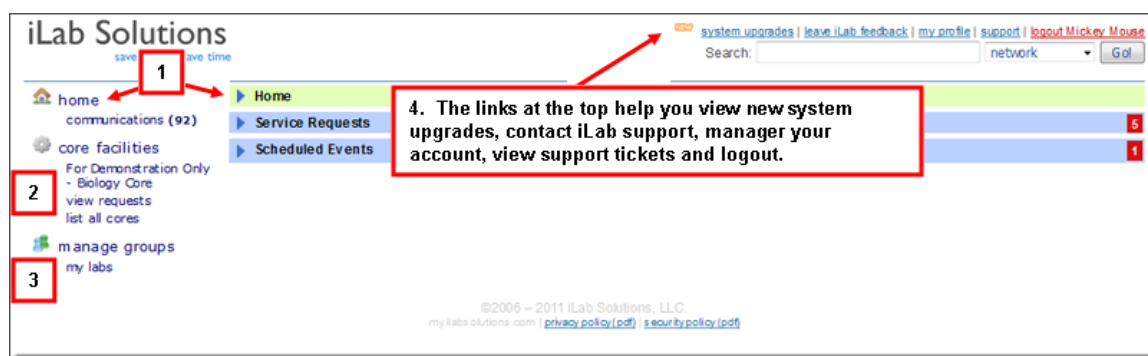 iLab Solutions
save ave time
NEW system upgrades | leave iLab feedback | my profile | support | logout Mickey Mouse
Search: network Go!
1
home
communications (92)
core facilities
For Demonstration Only
- Biology Core
view requests
list all cores
2
manage groups
my labs
3
Home
Service Requests 5
Scheduled Events 1
4. The links at the top help you view new system
upgrades, contact iLab support, manager your
account, view support tickets and logout.
©2006 – 2011 iLab Solutions, LLC.
my.ilabsolutions.com | privacy policy (pdf) | security policy (pdf)